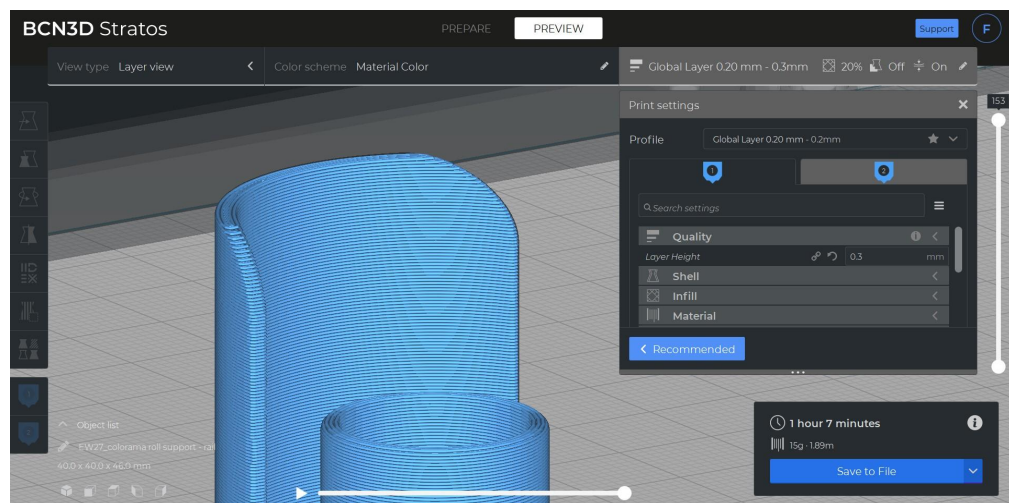 BCN3D Stratos
PREPARE
PREVIEW
Support
F
View type Layer view
Color scheme Material Color
Global Layer 0.20 mm - 0.3mm 20% Off On
Print settings
153
Profile Global Layer 0.20 mm - 0.2mm
1
2
Search settings
Quality
Layer Height 0.3 mm
Shell
Infill
Material
Recommended
1 hour 7 minutes
15g · 1.89m
Save to File
Object list
EW27_colorama roll support - rail
40.0 x 40.0 x 46.0 mm